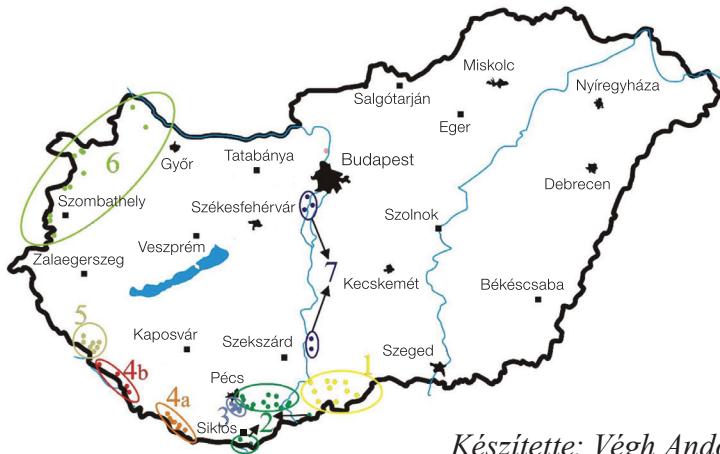 Miskolc
Salgótarján
Nyíregyháza
Eger
6
Győr
Tatabánya
Budapest
Debrecen
Szombathely
Székesfehérvár
Szolnok
Veszprém
Zalaegerszeg
7
Kecskemét
Békéscsaba
5
Kaposvár
Szekszárd
Szeged
4b
1
Pécs
4a
3
2
Siklós
Készítette: Végh And